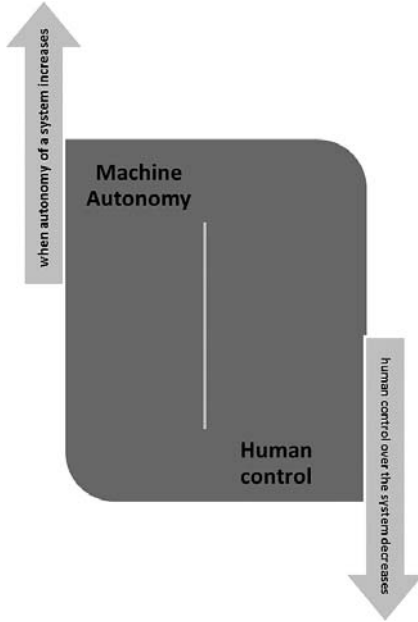 when autonomy of a system increases
Machine
Autonomy
human control over the system decreases
Human
control